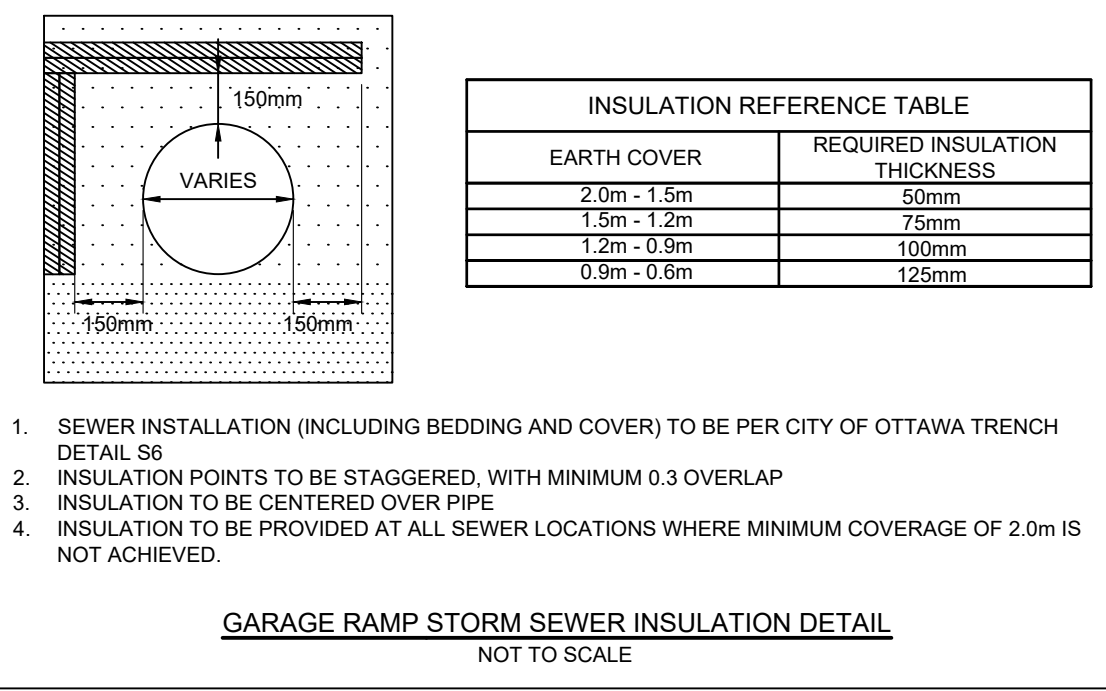 150mm
VARIES
150mm 150mm
INSULATION REFERENCE TABLE
EARTH COVER REQUIRED INSULATION
THICKNESS
2.0m - 1.5m 50mm
1.5m - 1.2m 75mm
1.2m - 0.9m 100mm
0.9m - 0.6m 125mm
1. SEWER INSTALLATION (INCLUDING BEDDING AND COVER) TO BE PER CITY OF OTTAWA TRENCH
DETAIL S6
2. INSULATION POINTS TO BE STAGGERED, WITH MINIMUM 0.3 OVERLAP
3. INSULATION TO BE CENTERED OVER PIPE
4. INSULATION TO BE PROVIDED AT ALL SEWER LOCATIONS WHERE MINIMUM COVERAGE OF 2.0m IS
NOT ACHIEVED.
GARAGE RAMP STORM SEWER INSULATION DETAIL
NOT TO SCALE